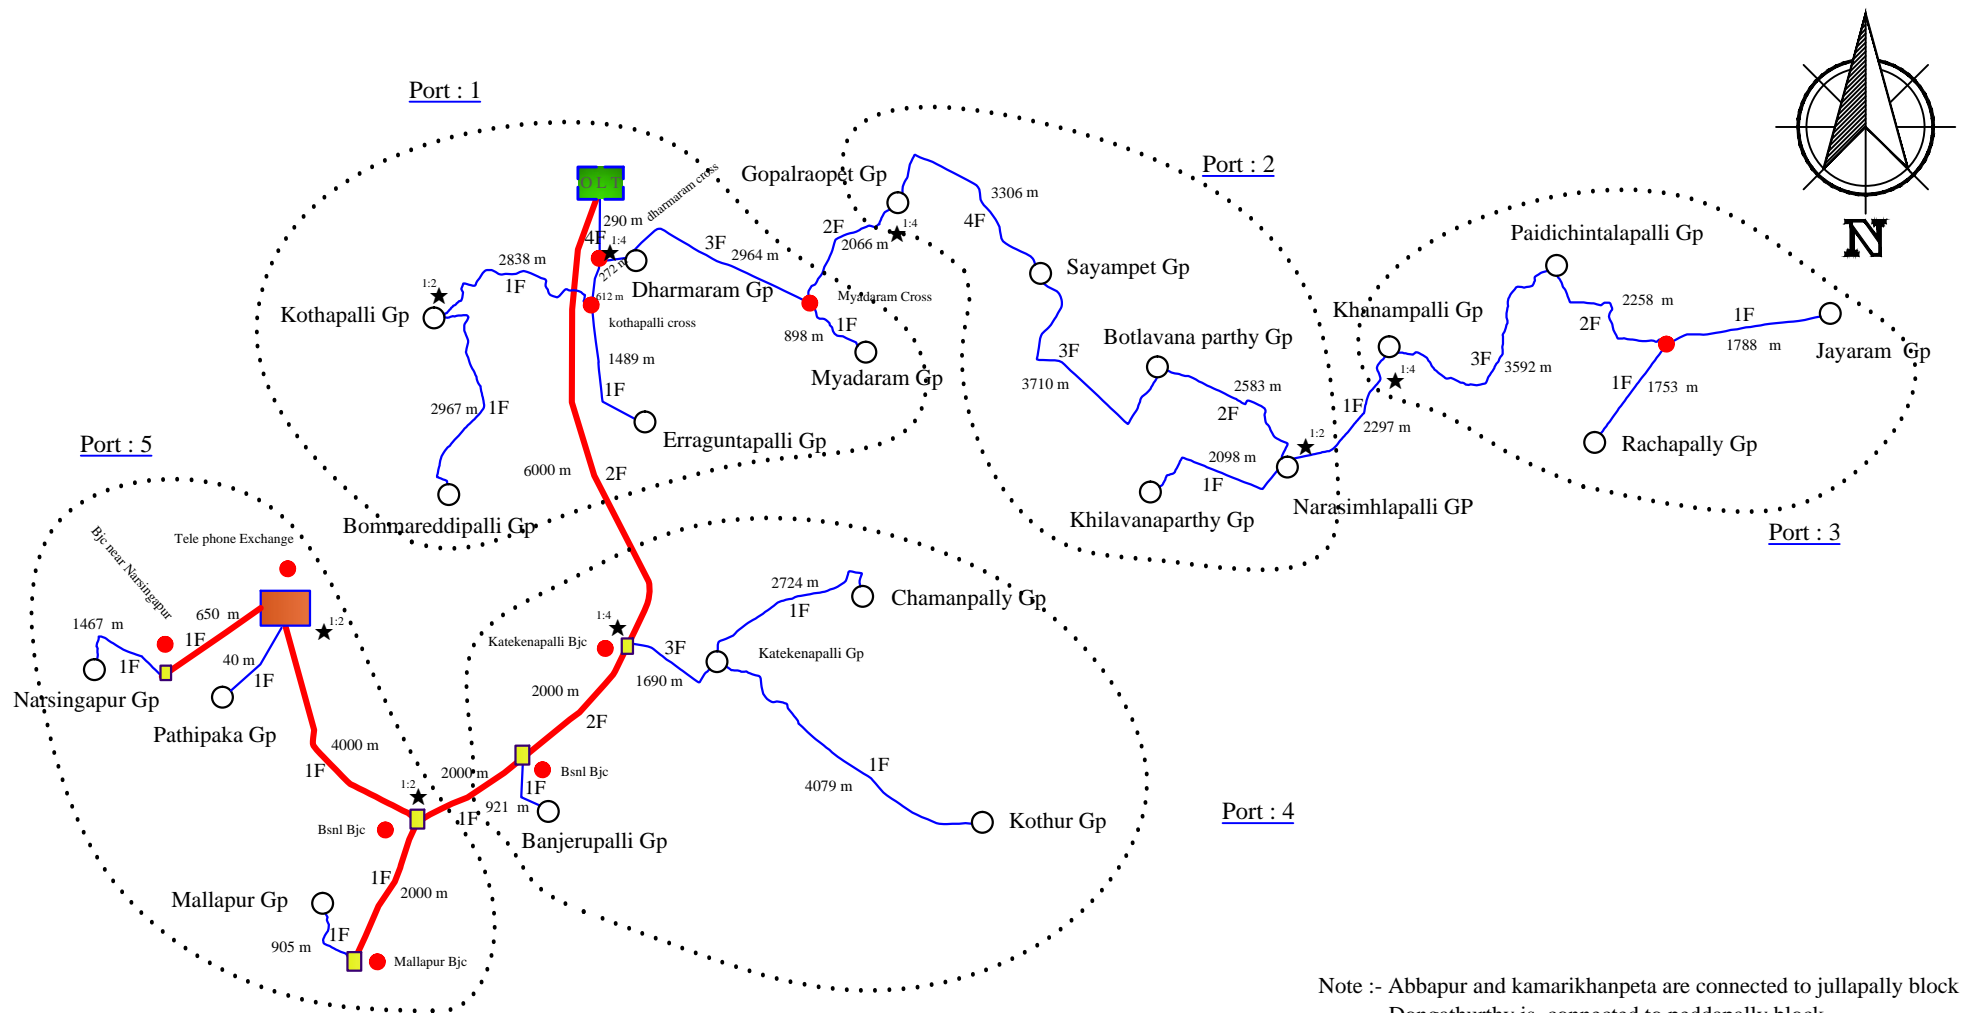 Port : 1
Port : 2
OLT
dharmaram cross
Gopalraopet Gp
3306 m
290 m
4F
1:4
3F
2F
4F
1:4
2066 m
2964 m
2838 m
1F
272 m
Paidichintalapalli Gp
Sayampet Gp
1:2
Dharmaram Gp
612 m
Myadaram Cross
2258 m
Kothapalli Gp
kothapalli cross
898 m
1F
Khanampalli Gp
2F
1F
1788 m
Jayaram Gp
1489 m
1F
Myadaram Gp
3F
3710 m
Botlavana parthy Gp
1:4
3F
3592 m
1F
1753 m
2967 m
1F
2583 m
2F
1F
2297 m
Port : 5
Erraguntapalli Gp
1:2
Rachapally Gp
6000 m
2F
2098 m
1F
Bommareddipalli Gp
Khilavanaparthy Gp
Narasimhlapalli GP
Port : 3
Bjc near Narsingapur
Tele phone Exchange
2724 m
1F
Chamanpally Gp
650 m
1F
1:2
1:4
1467 m
1F
Katekenapalli Bjc
3F
1690 m
Katekenapalli Gp
40 m
1F
Narsingapur Gp
2000 m
2F
Pathipaka Gp
4000 m
1F
2000 m
1F
Bsnl Bjc
1F
4079 m
1:2
921 m
1F
Bsnl Bjc
Banjerupalli Gp
Kothur Gp
Port : 4
1F
2000 m
Mallapur Gp
1F
905 m
Mallapur Bjc
Note :- Abbapur and kamarikhanpeta are connected to jullapally block
Dongathurthy is connected to peddapally block
N